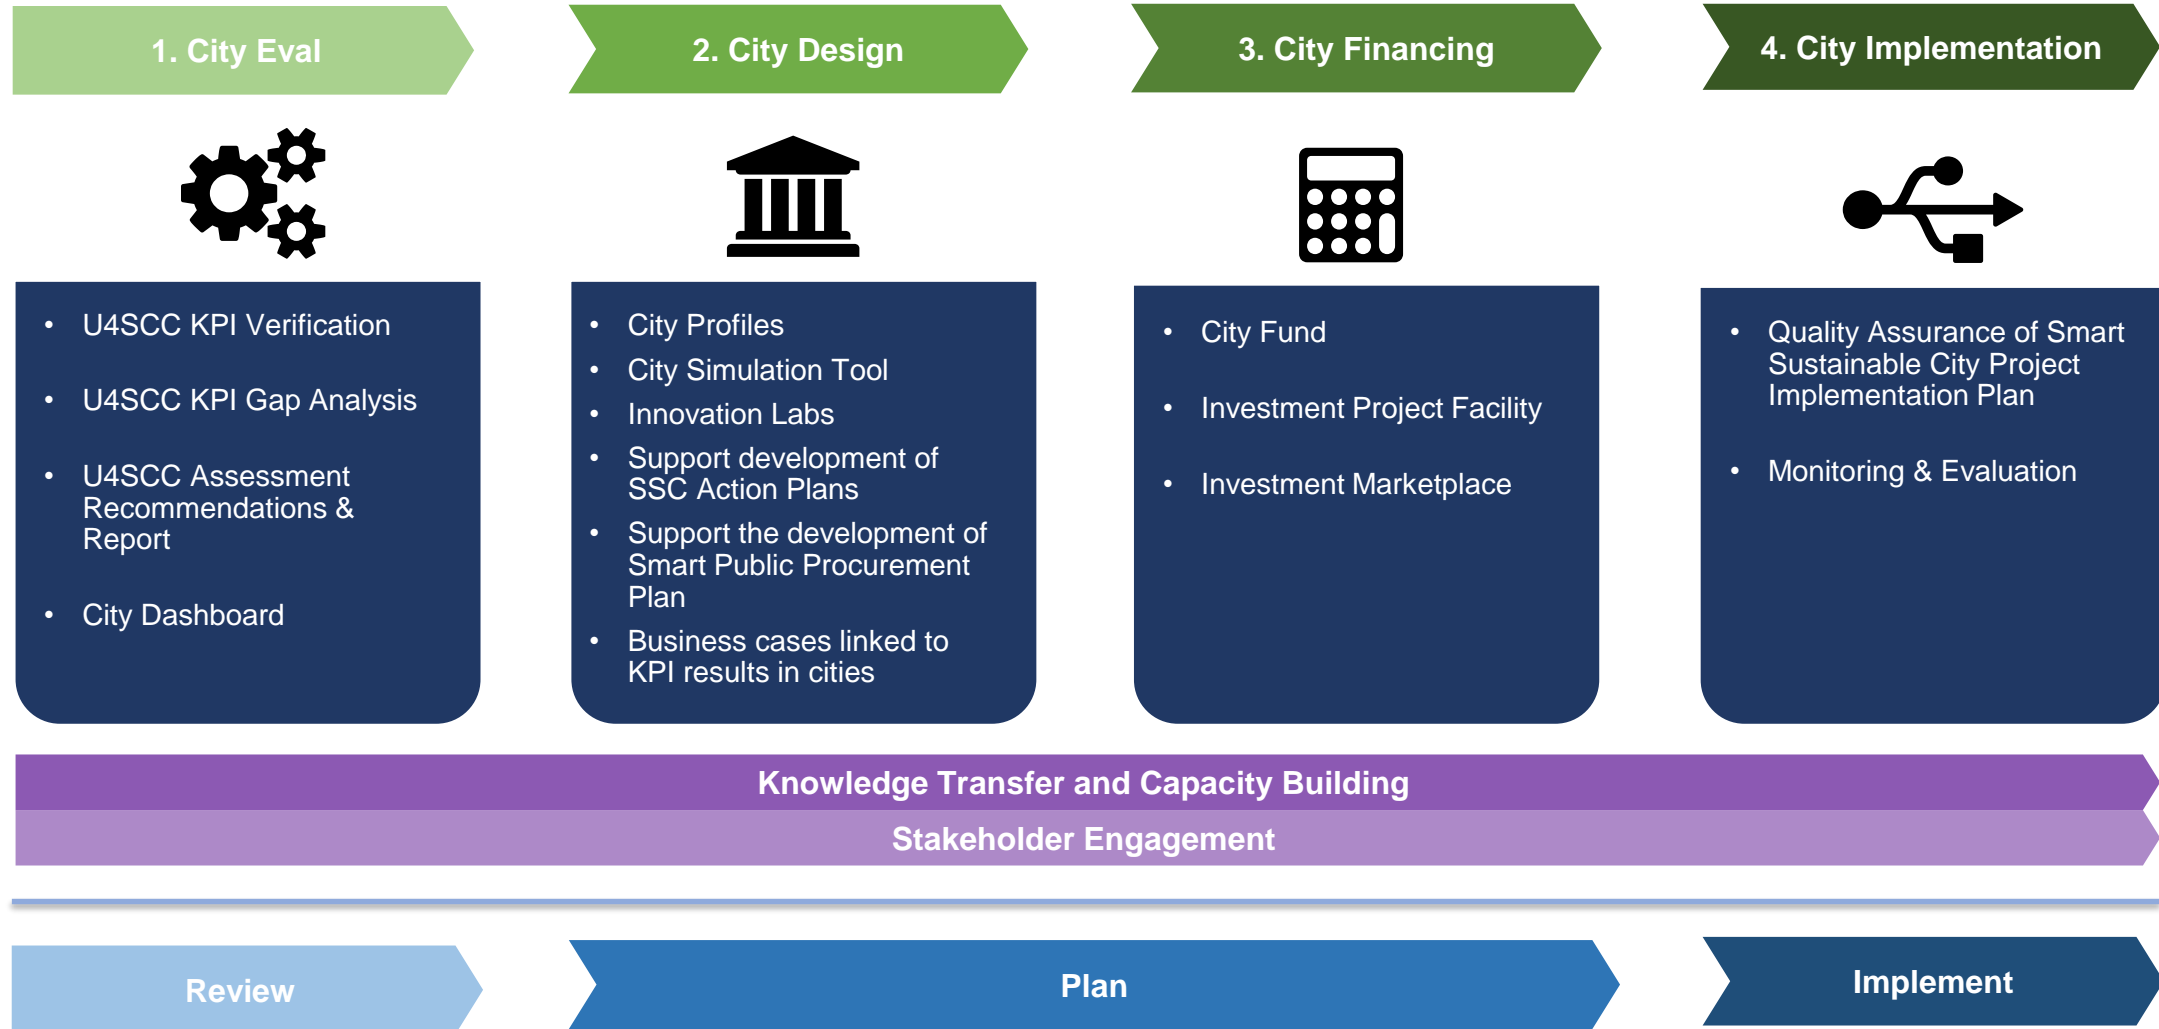 1. City Eval
2. City Design
3. City Financing
4. City Implementation
• U4SCC KPI Verification
• U4SCC KPI Gap Analysis
• U4SCC Assessment
Recommendations &
Report
• City Dashboard
• City Profiles
• City Simulation Tool
• Innovation Labs
• Support development of
SSC Action Plans
• Support the development of
Smart Public Procurement
Plan
• Business cases linked to
KPI results in cities
• City Fund
• Investment Project Facility
• Investment Marketplace
• Quality Assurance of Smart
Sustainable City Project
Implementation Plan
• Monitoring & Evaluation
Knowledge Transfer and Capacity Building
Stakeholder Engagement
Review
Plan
Implement